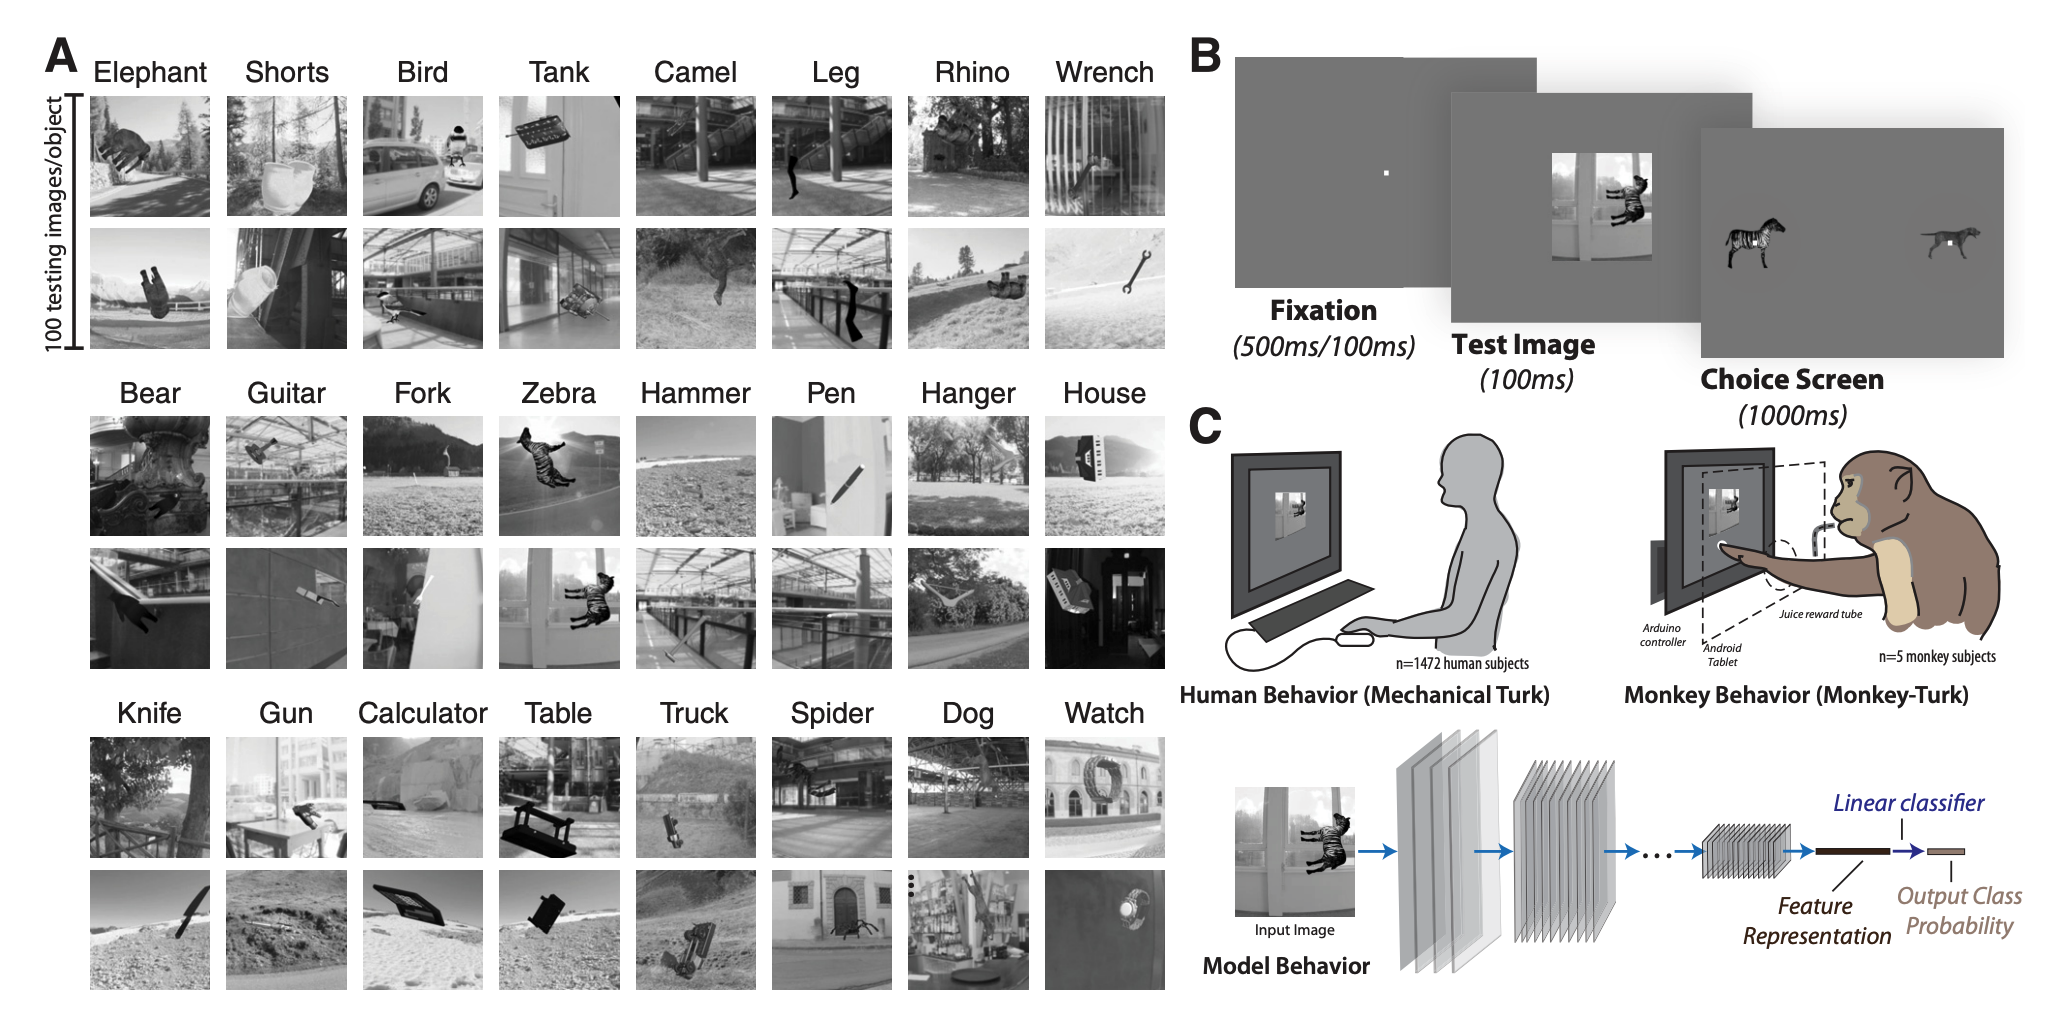 A
Elephant Shorts Bird Tank Camel Leg Rhino Wrench
100 testing images/object
Bear Guitar Fork Zebra Hammer Pen Hanger House
Knife Gun Calculator Table Truck Spider Dog Watch
B
Fixation
(500ms/100ms)
Test Image
(100ms)
Choice Screen
(1000ms)
C
n=1472 human subjects
Human Behavior (Mechanical Turk)
Arduino
controller
Android
Tablet
Juice reward tube
n=5 monkey subjects
Monkey Behavior (Monkey-Turk)
Input Image
Model Behavior
Linear classifier
Feature
Representation
Output Class
Probability